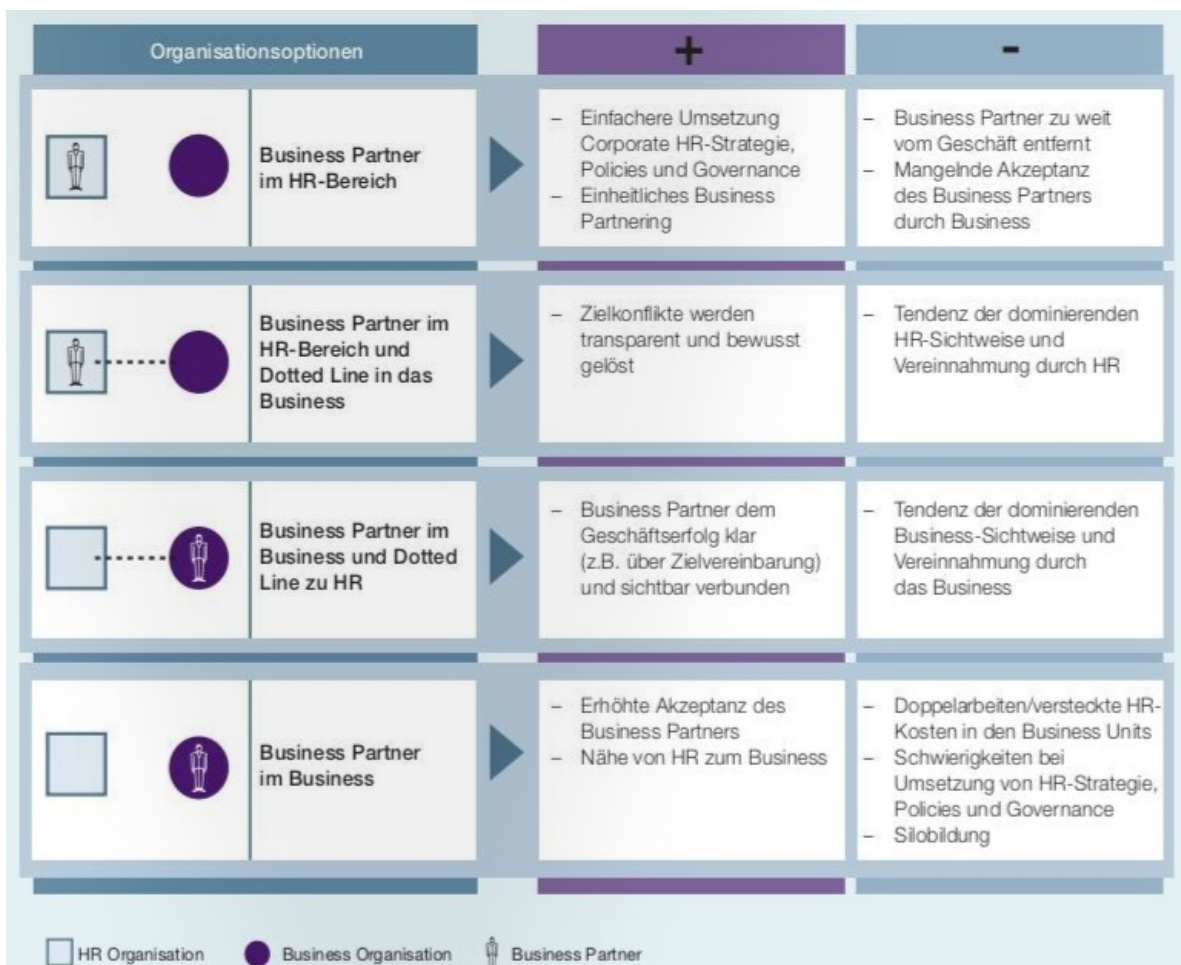 Organisationsoptionen
+
-
Business Partner
im HR-Bereich
– Einfachere Umsetzung
Corporate HR-Strategie,
Policies und Governance
– Einheitliches Business
Partnering
– Business Partner zu weit
vom Geschäft entfernt
– Mangelnde Akzeptanz
des Business Partners
durch Business
Business Partner im
HR-Bereich und
Dotted Line in das
Business
– Zielkonflikte werden
transparent und bewusst
gelöst
– Tendenz der dominierenden
HR-Sichtweise und
Vereinnahmung durch HR
Business Partner im
Business und Dotted
Line zu HR
– Business Partner dem
Geschäftserfolg klar
(z.B. über Zielvereinbarung)
und sichtbar verbunden
– Tendenz der dominierenden
Business-Sichtweise und
Vereinnahmung durch
das Business
Business Partner
im Business
– Erhöhte Akzeptanz des
Business Partners
– Nähe von HR zum Business
– Doppelarbeiten/versteckte HR-
Kosten in den Business Units
– Schwierigkeiten bei
Umsetzung von HR-Strategie,
Policies und Governance
– Silobildung
HR Organisation
Business Organisation
Business Partner